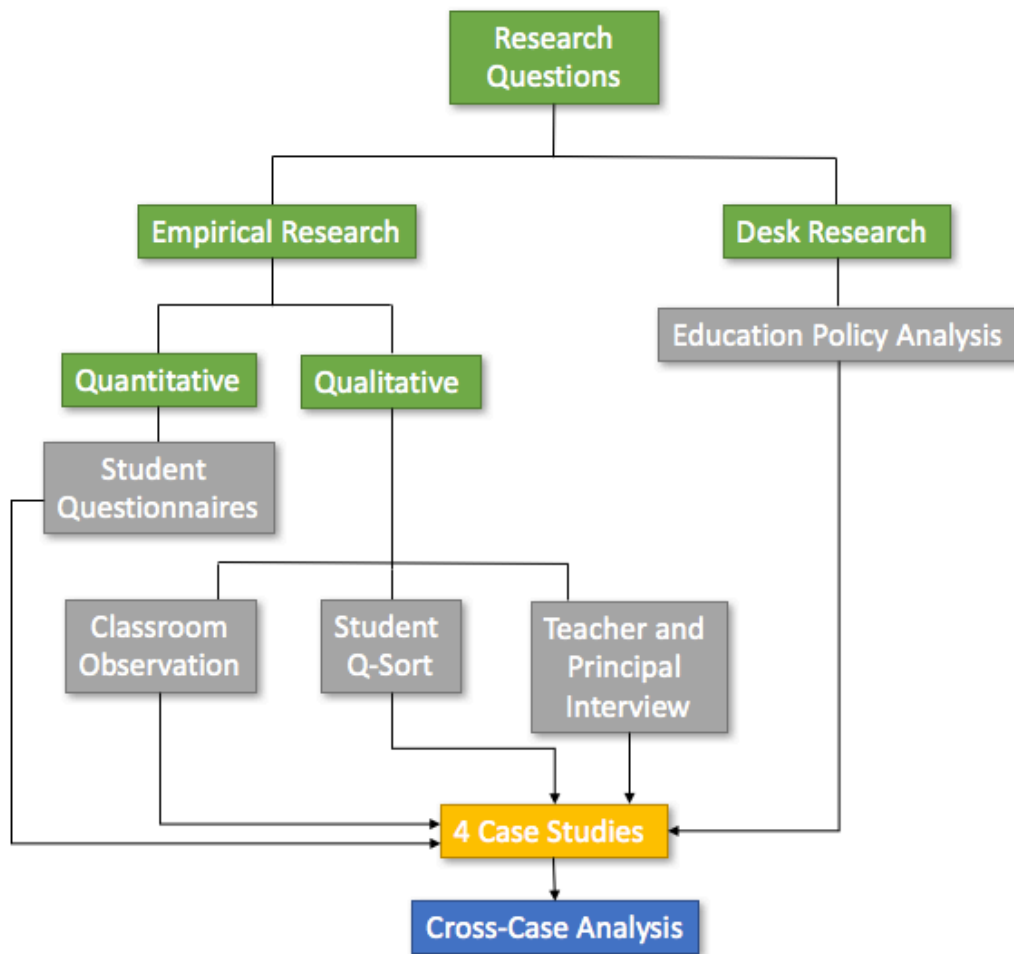 Research
Questions
Empirical Research
Desk Research
Education Policy Analysis
Quantitative
Qualitative
Student
Questionnaires
Classroom
Observation
Student
Q-Sort
Teacher and
Principal
Interview
4 Case Studies
Cross-Case Analysis